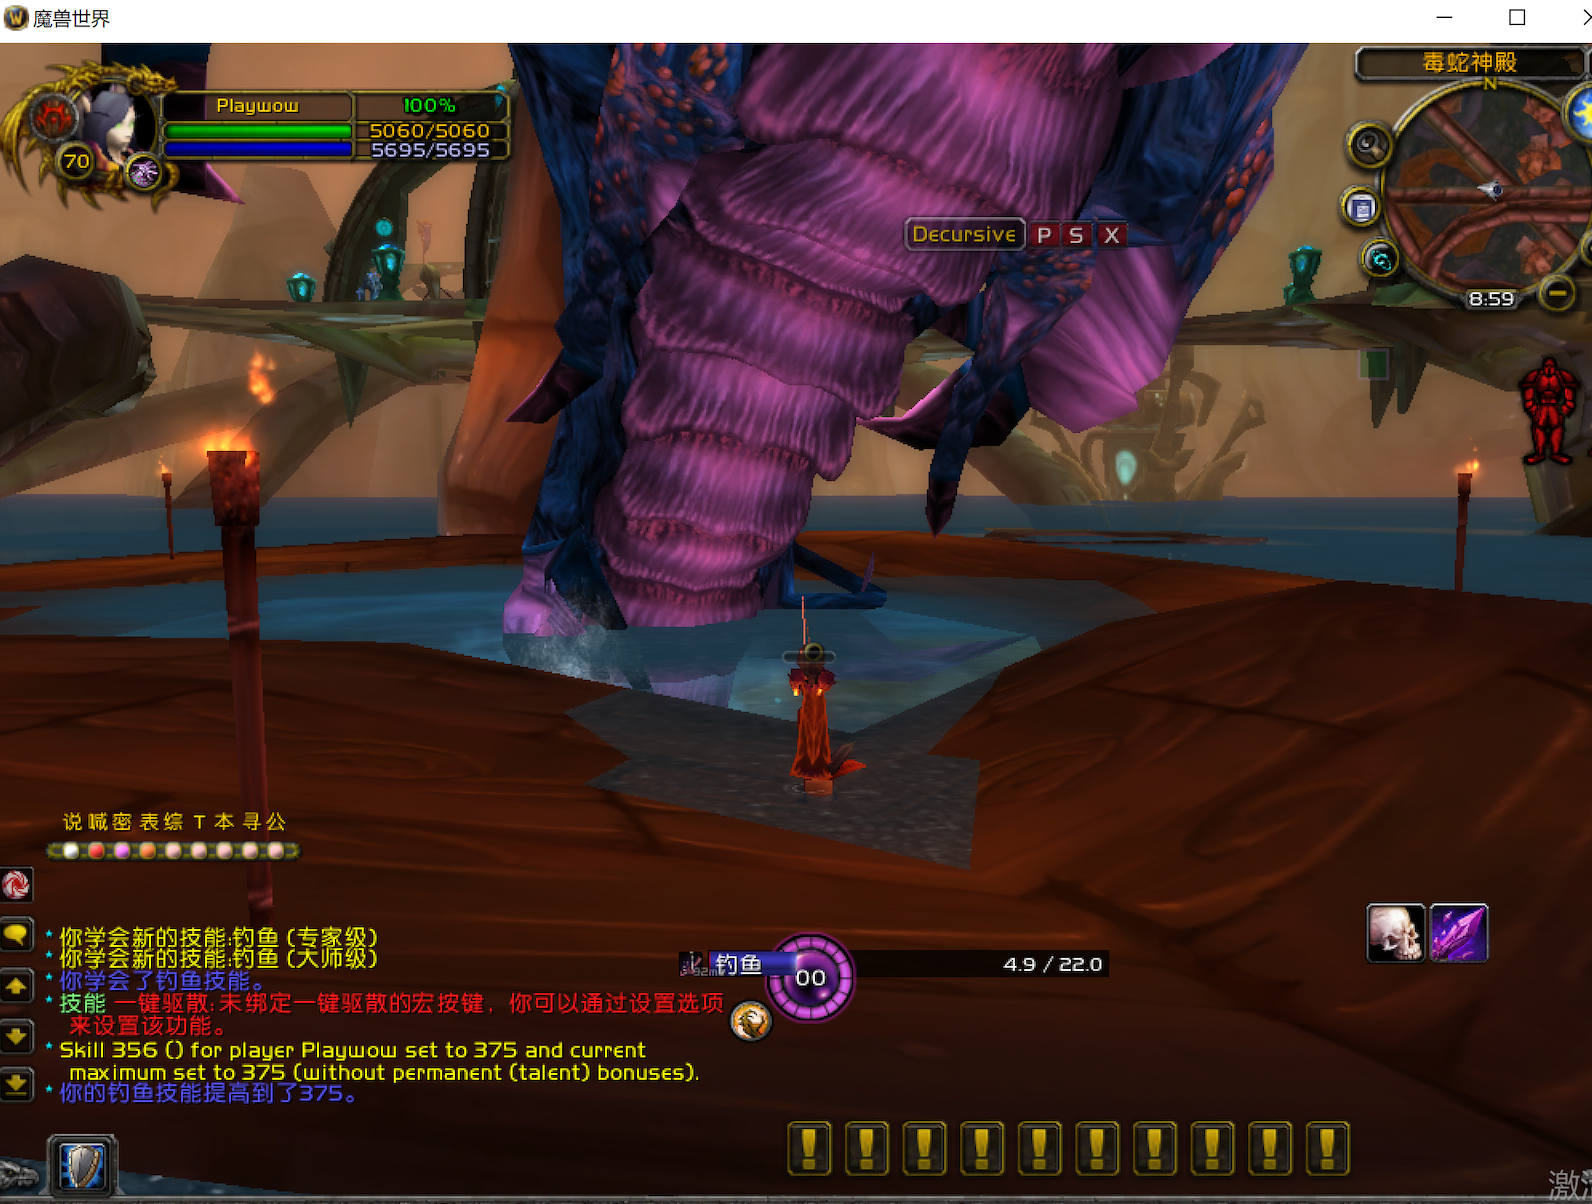 魔兽世界
毒蛇神殿
N
Playwow
100%
5060/5060
5695/5695
70
Decursive P S X
8:59
说 喊 密 表 综 T 本 寻 公
* 你学会新的技能:钓鱼 (专家级)
* 你学会新的技能:钓鱼 (大师级)
* 你学会了钓鱼技能。
* 技能 一键驱散:未绑定一键驱散的宏按键，你可以通过设置选项
来设置该功能。
* Skill 356 () for player Playwow set to 375 and current
maximum set to 375 (without permanent (talent) bonuses).
* 你的钓鱼技能提高到了375。
钓鱼
4.9 / 22.0
00
激